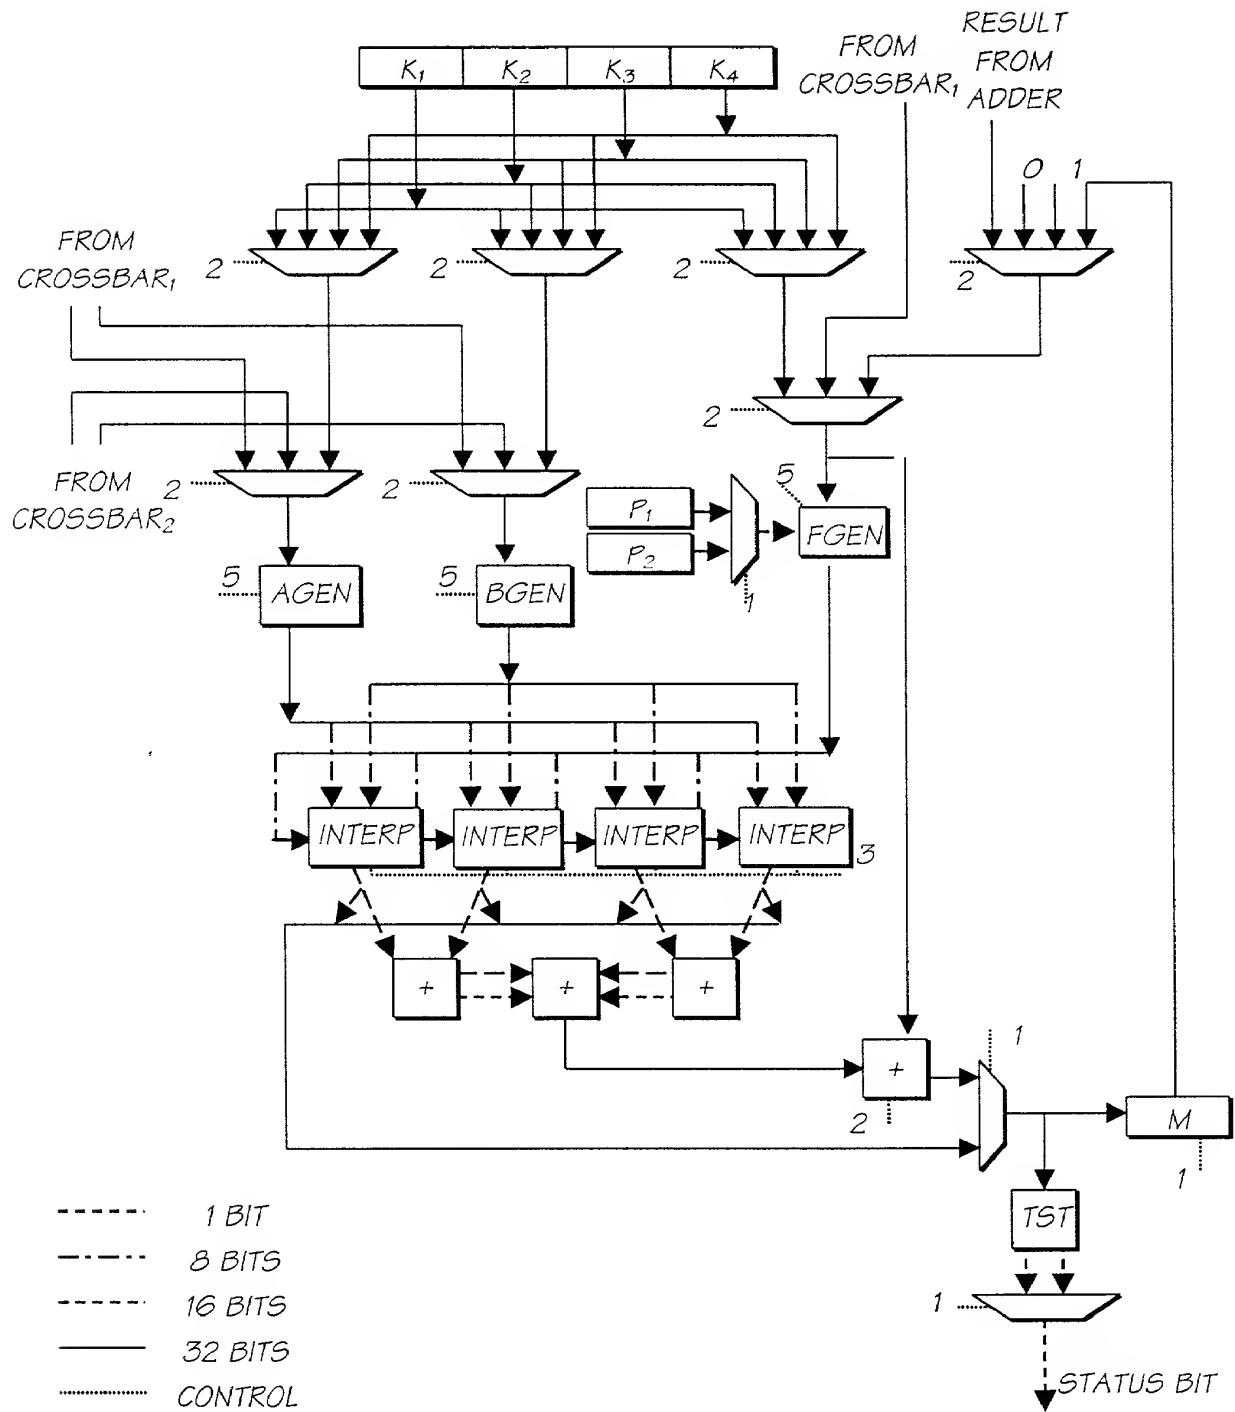 RESULT
FROM
ADDER
FROM
CROSSBAR₁
K₁ K₂ K₃ K₄
0 1
FROM
CROSSBAR₁
2 2 2 2
2
FROM
CROSSBAR₂
2 2
P₁
P₂
1
5
FGEN
5
AGEN
5
BGEN
INTERP INTERP INTERP INTERP
3
+ + +
1
+
2
M
1
TST
1
STATUS BIT
1 BIT
8 BITS
16 BITS
32 BITS
CONTROL